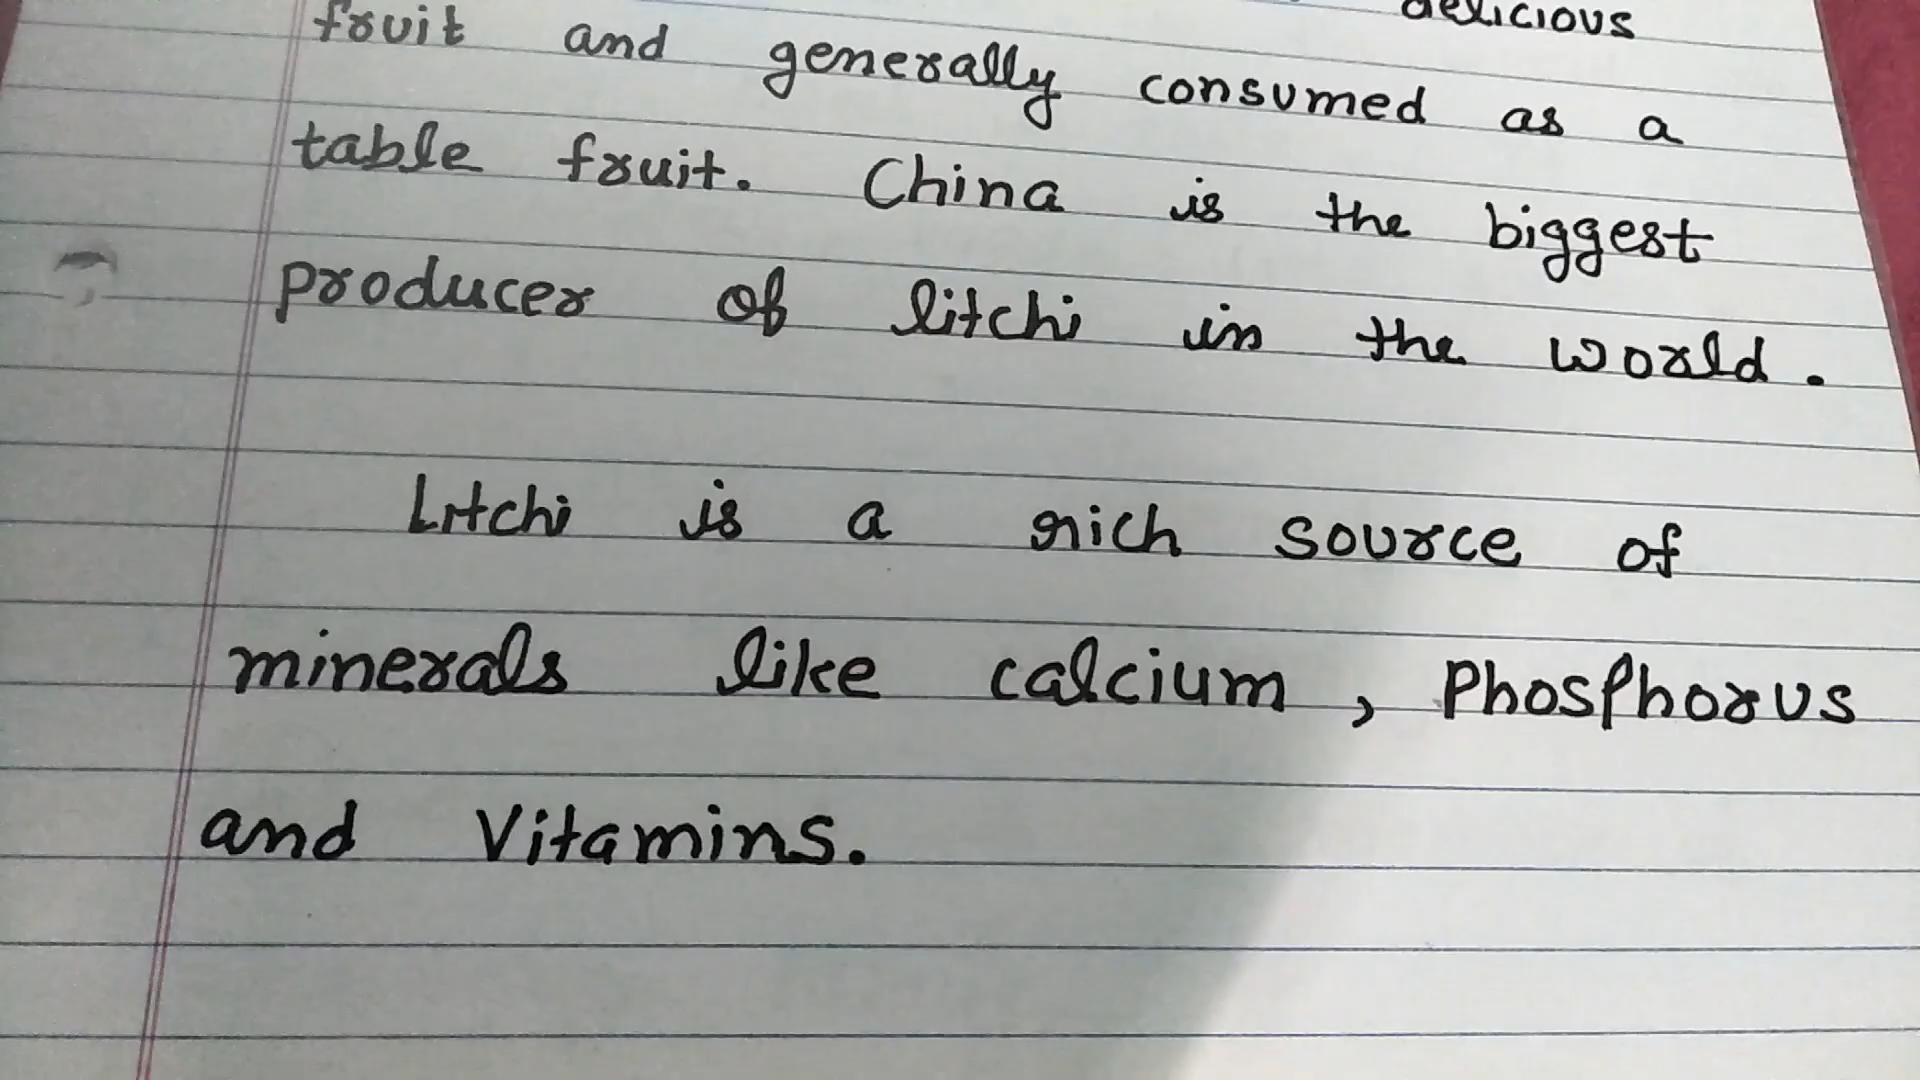 delicious
fruit and generally consumed as a
table fruit. China is the biggest
producer of litchi in the world.
Litchi is a rich source of
minerals like calcium, Phosphorus
and Vitamins.